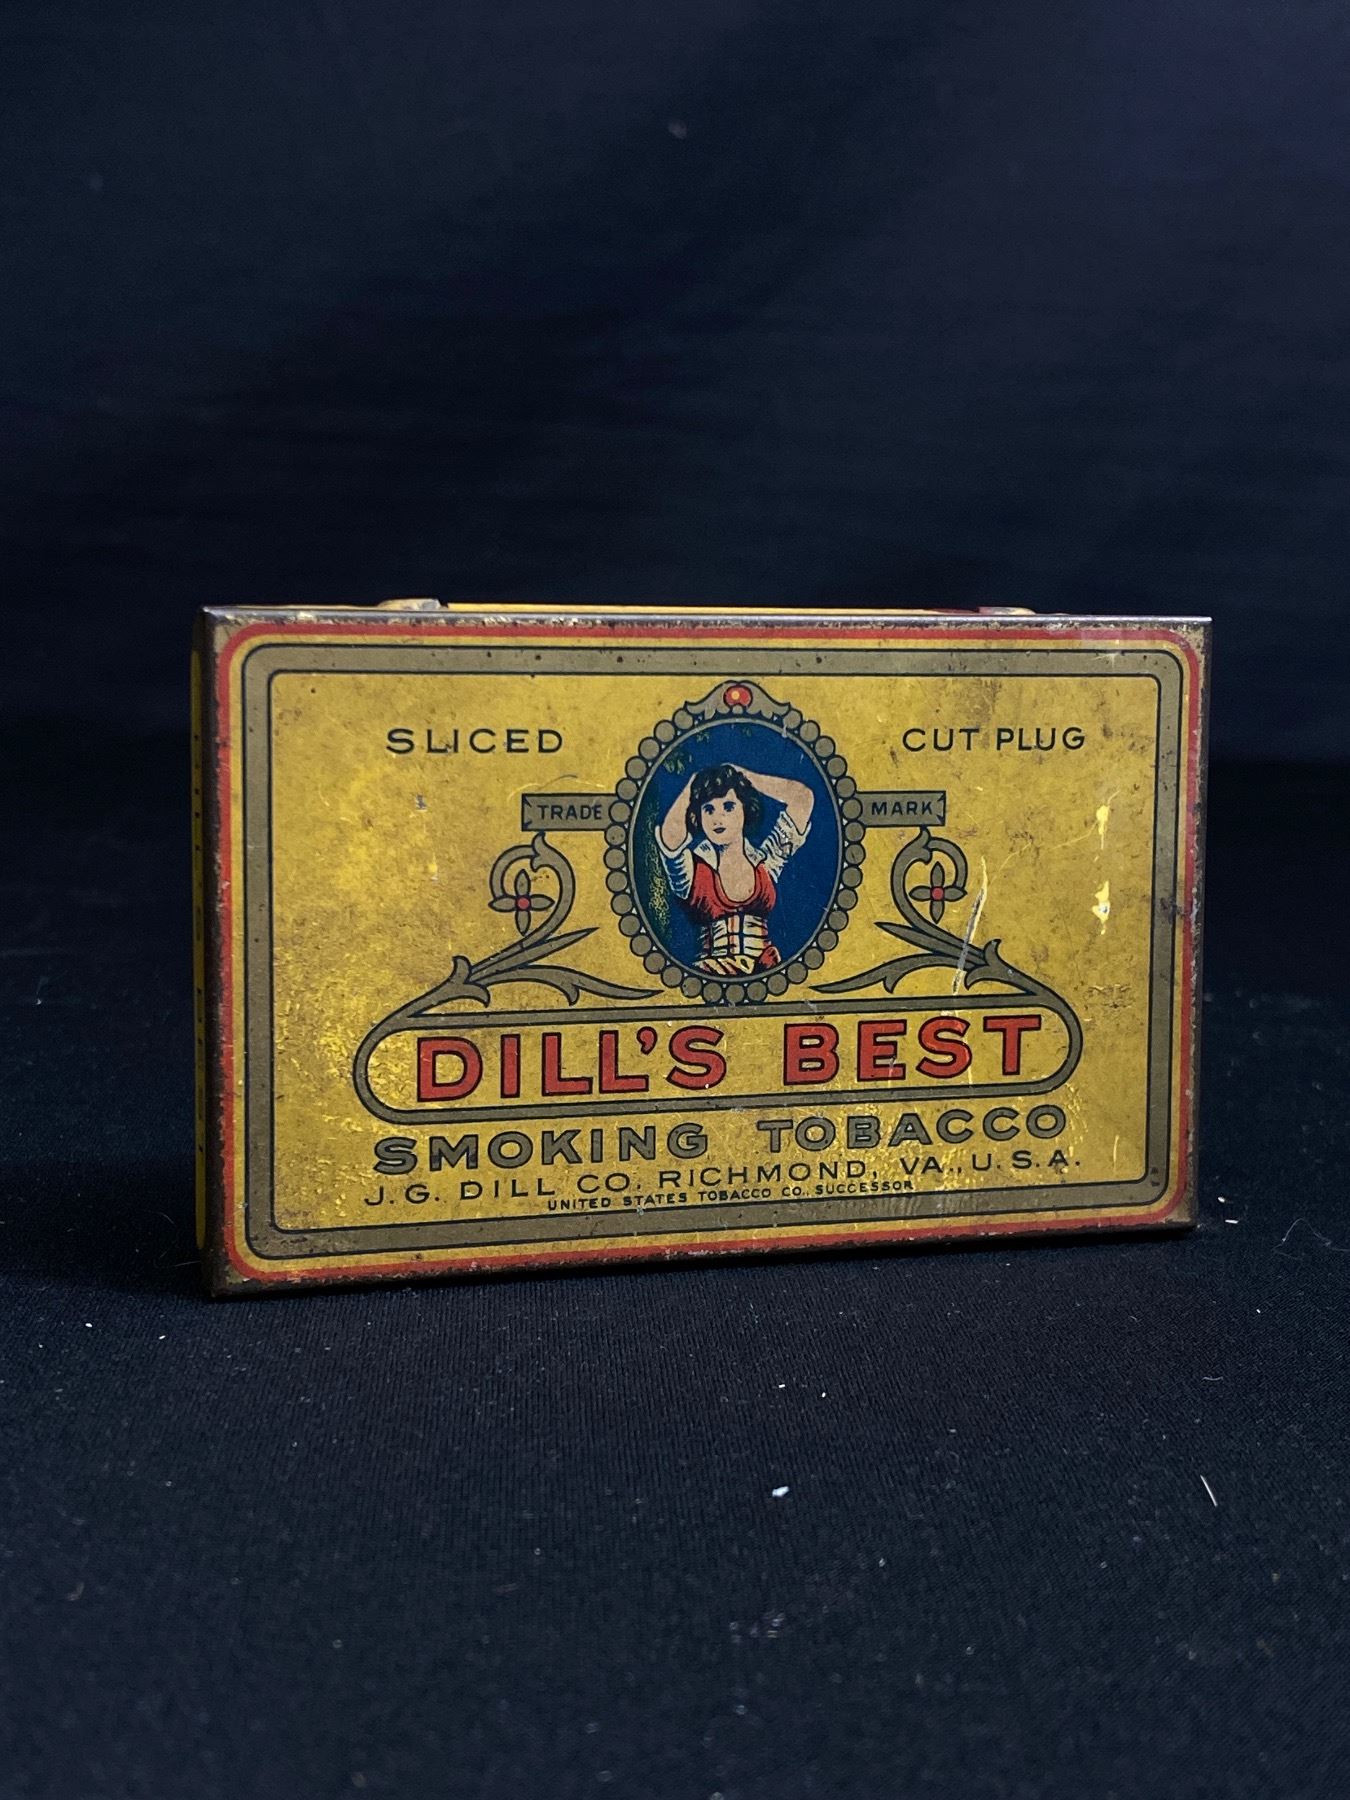 SLICED CUT PLUG
TRADE MARK
DILL'S BEST
SMOKING TOBACCO
J.G. DILL CO. RICHMOND, VA., U.S.A.
UNITED STATES TOBACCO CO. SUCCESSOR